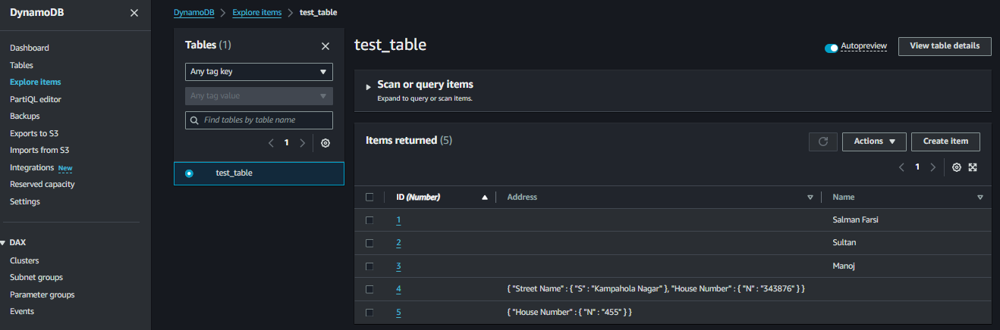 DynamoDB
Dashboard
Tables
Explore items
PartiQL editor
Backups
Exports to S3
Imports from S3
Integrations New
Reserved capacity
Settings
DAX
Clusters
Subnet groups
Parameter groups
Events
DynamoDB > Explore items > test_table
Tables (1)
Any tag key
Any tag value
Find tables by table name
1
test_table
test_table
Autopreview
View table details
Scan or query items
Expand to query or scan items.
Items returned (5)
Actions
Create item
1
ID (Number) Address Name
1 Salman Farsi
2 Sultan
3 Manoj
4 { "Street Name" : { "S" : "Kampahola Nagar" }, "House Number" : { "N" : "343876" } }
5 { "House Number" : { "N" : "455" } }